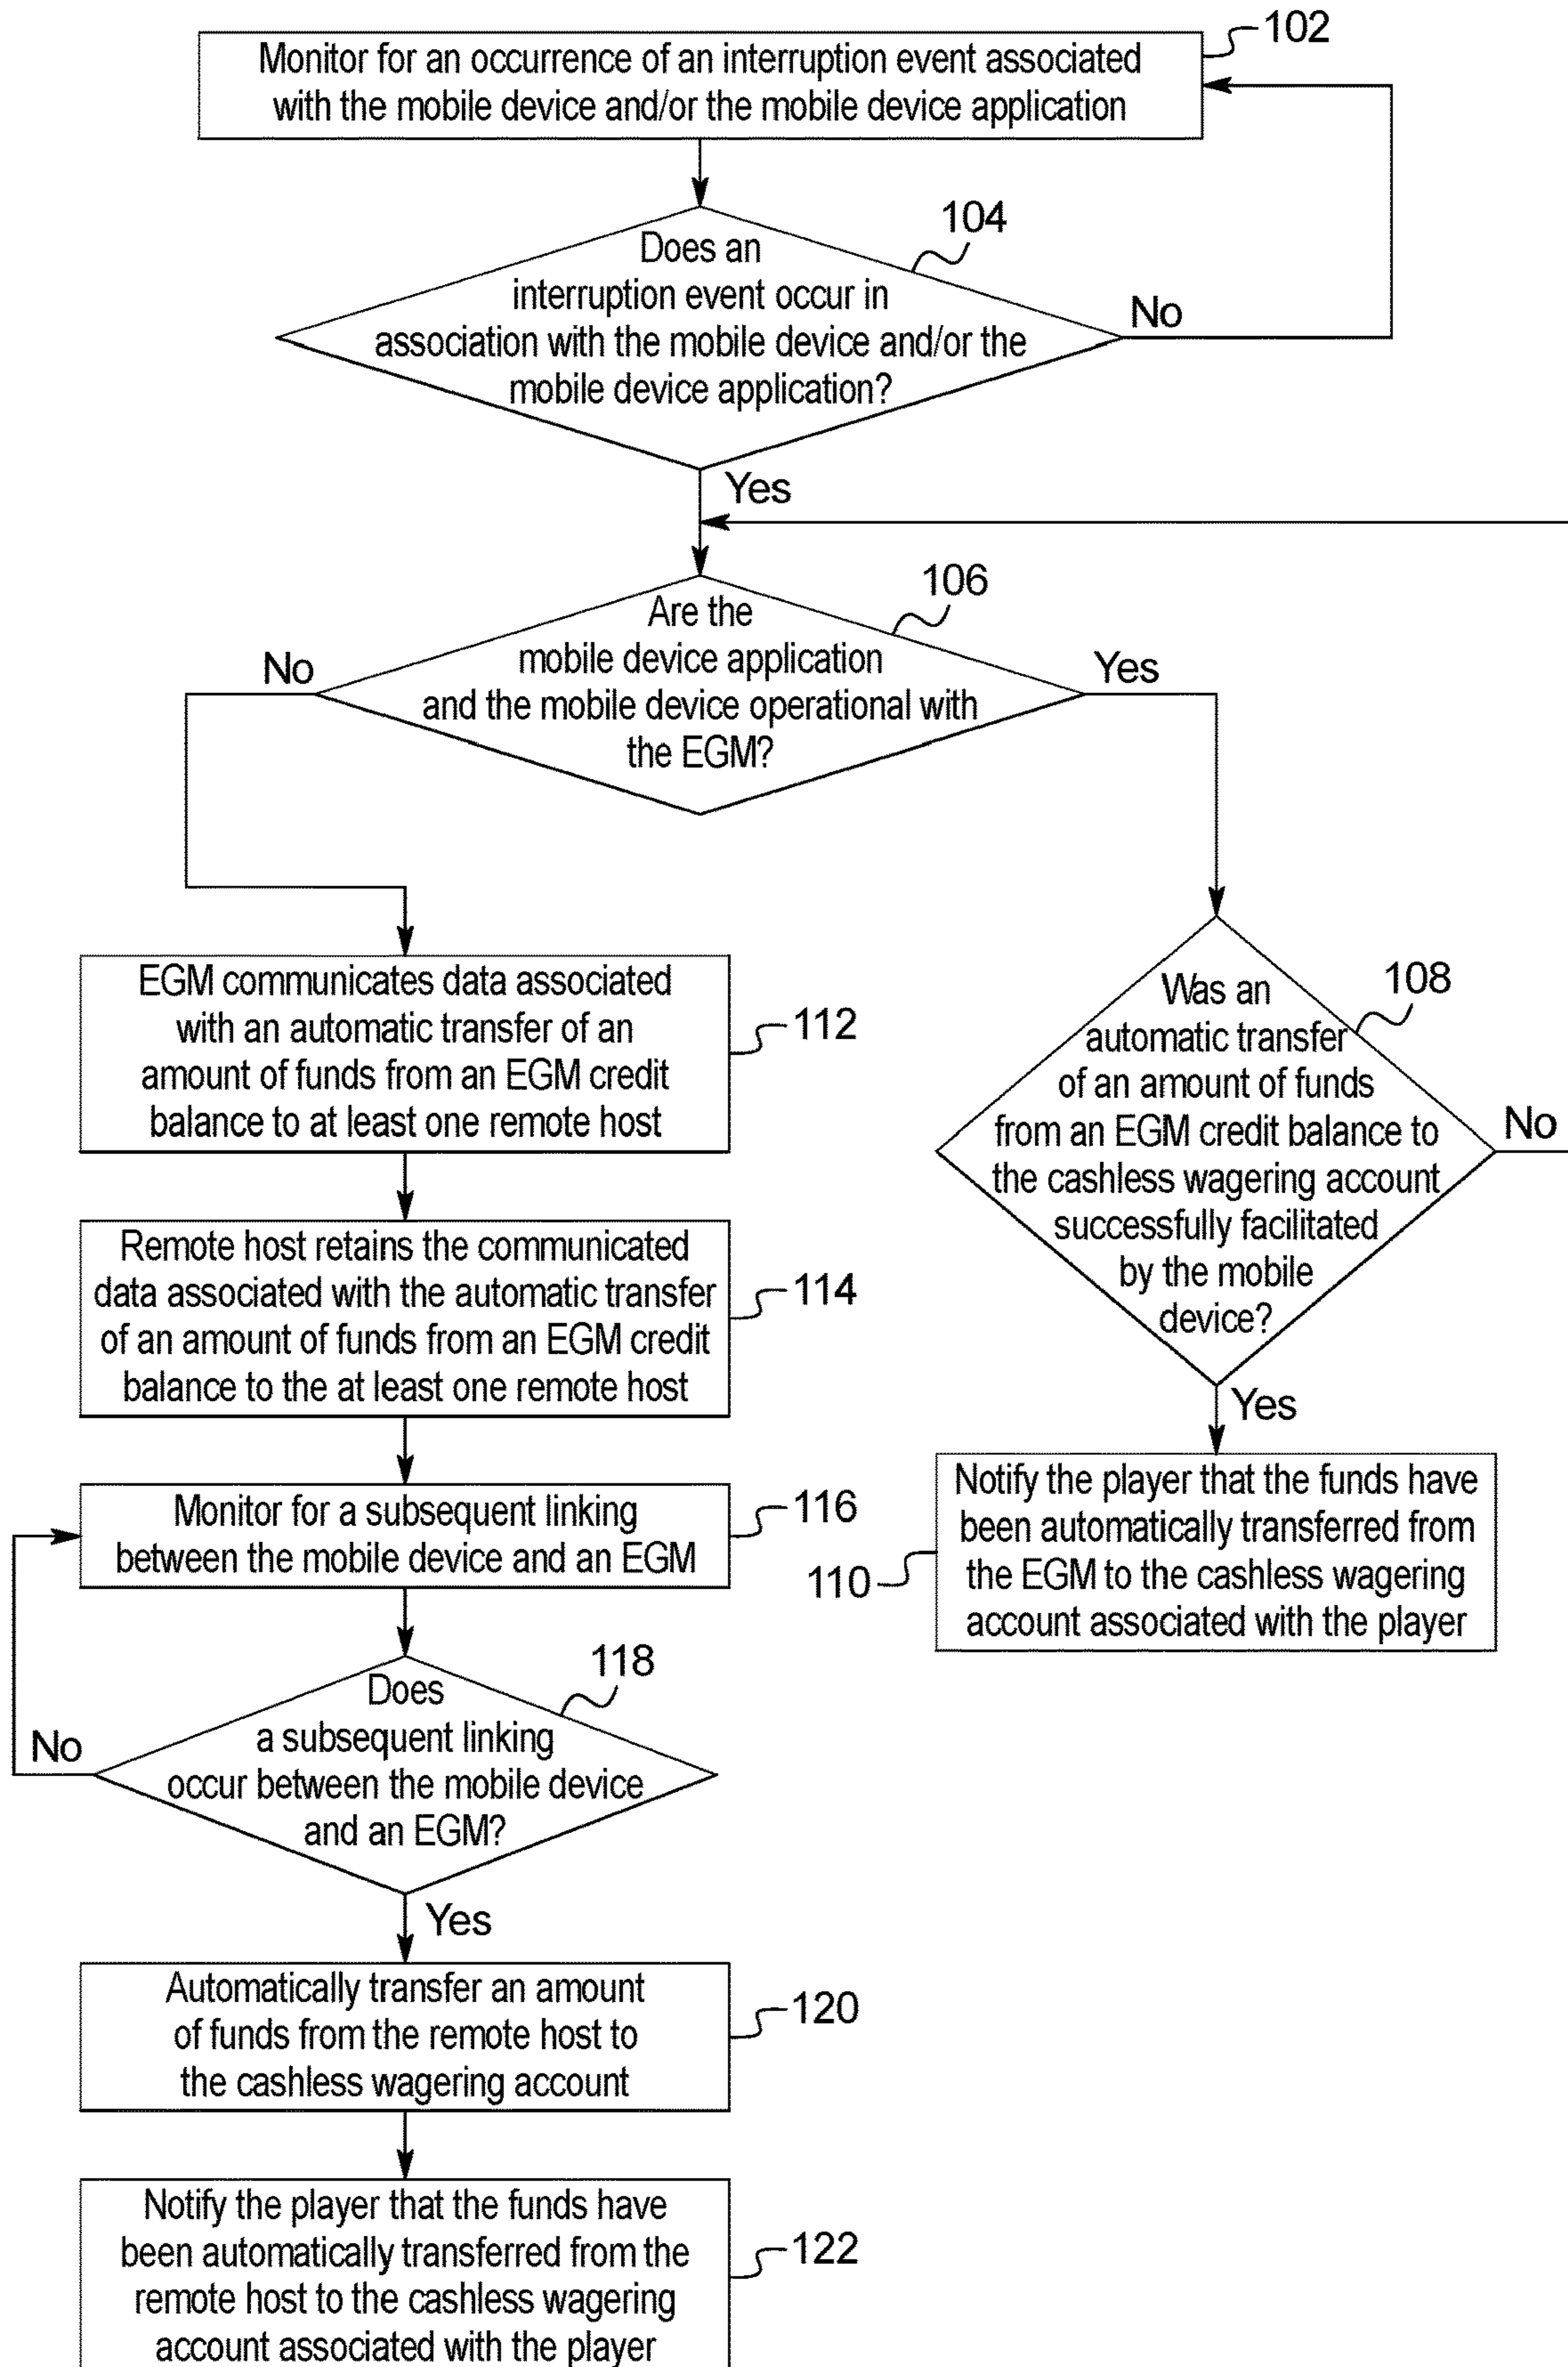 102
Monitor for an occurrence of an interruption event associated
with the mobile device and/or the mobile device application
104
Does an
interruption event occur in
association with the mobile device and/or the
mobile device application?
No
Yes
106
Are the
mobile device application
and the mobile device operational with
the EGM?
No
Yes
EGM communicates data associated
with an automatic transfer of an
amount of funds from an EGM credit
balance to at least one remote host
112
108
Was an
automatic transfer
of an amount of funds
from an EGM credit balance to
the cashless wagering account
successfully facilitated
by the mobile
device?
No
Yes
Remote host retains the communicated
data associated with the automatic transfer
of an amount of funds from an EGM credit
balance to the at least one remote host
114
Notify the player that the funds have
been automatically transferred from
the EGM to the cashless wagering
account associated with the player
110
Monitor for a subsequent linking
between the mobile device and an EGM
116
118
Does
a subsequent linking
occur between the mobile device
and an EGM?
No
Yes
Automatically transfer an amount
of funds from the remote host to
the cashless wagering account
120
Notify the player that the funds have
been automatically transferred from the
remote host to the cashless wagering
account associated with the player
122